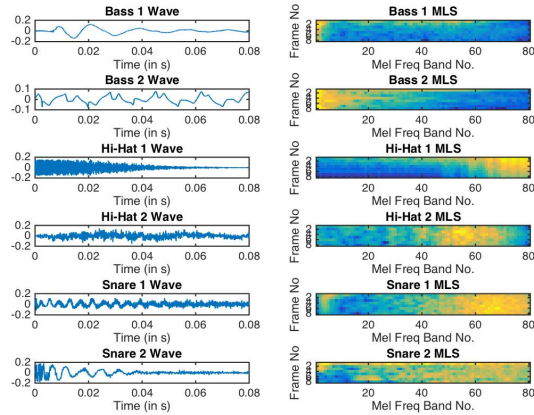 Bass 1 Wave
0.2
0
-0.2
0 0.02 0.04 0.06 0.08
Time (in s)
Bass 1 MLS
Frame No
20 40 60 80
Mel Freq Band No.
Bass 2 Wave
0.1
0
-0.1
0 0.02 0.04 0.06 0.08
Time (in s)
Bass 2 MLS
Frame No
20 40 60 80
Mel Freq Band No.
Hi-Hat 1 Wave
0.2
0
-0.2
0 0.02 0.04 0.06 0.08
Time (in s)
Hi-Hat 1 MLS
Frame No
20 40 60 80
Mel Freq Band No.
Hi-Hat 2 Wave
0.2
0
-0.2
0 0.02 0.04 0.06 0.08
Time (in s)
Hi-Hat 2 MLS
Frame No
20 40 60 80
Mel Freq Band No.
Snare 1 Wave
0.2
0
-0.2
0 0.02 0.04 0.06 0.08
Time (in s)
Snare 1 MLS
Frame No
20 40 60 80
Mel Freq Band No.
Snare 2 Wave
0.2
0
-0.2
0 0.02 0.04 0.06 0.08
Time (in s)
Snare 2 MLS
Frame No
20 40 60 80
Mel Freq Band No.